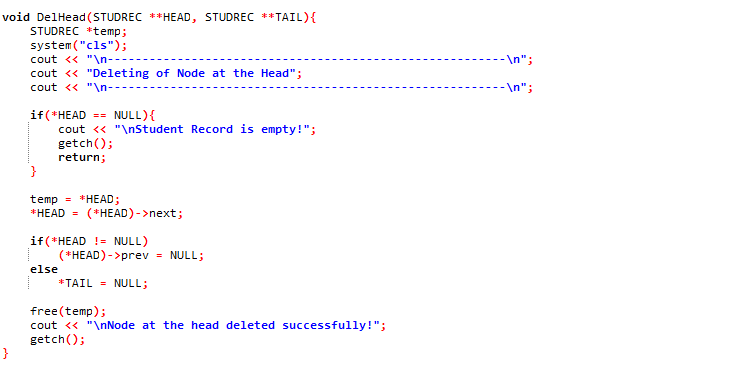 void DelHead(STUDREC **HEAD, STUDREC **TAIL){
    STUDREC *temp;
    system("cls");
    cout << "\n---------------------------------------------------------\n";
    cout << "Deleting of Node at the Head";
    cout << "\n---------------------------------------------------------\n";

    if(*HEAD == NULL){
        cout << "\nStudent Record is empty!";
        getch();
        return;
    }

    temp = *HEAD;
    *HEAD = (*HEAD)->next;

    if(*HEAD != NULL)
        (*HEAD)->prev = NULL;
    else
        *TAIL = NULL;

    free(temp);
    cout << "\nNode at the head deleted successfully!";
    getch();
}